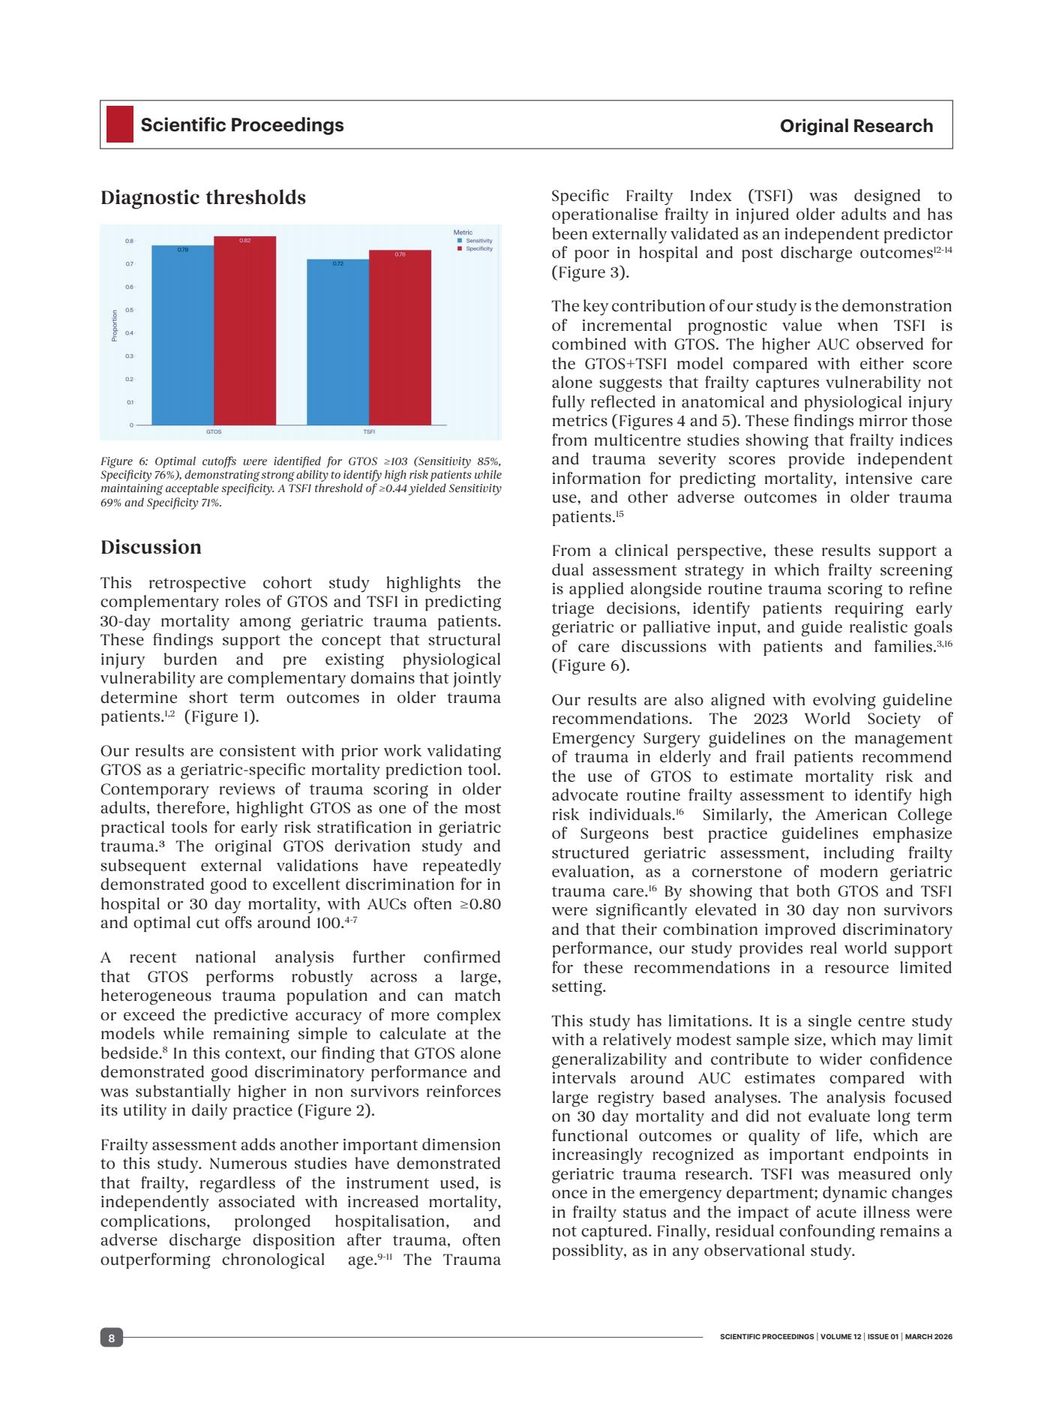 Scientific Proceedings
Original Research
Diagnostic thresholds
Metric
Sensitivity
Specificity
Proportion
0.8
0.7
0.6
0.5
0.4
0.3
0.2
0.1
0
0.78
0.82
0.72
0.76
GTOS
TSFI
Figure 6: Optimal cutoffs were identified for GTOS ≥103 (Sensitivity 85%,
Specificity 76%), demonstrating strong ability to identify high risk patients while
maintaining acceptable specificity. A TSFI threshold of ≥0.44 yielded Sensitivity
69% and Specificity 71%.
Discussion
This retrospective cohort study highlights the
complementary roles of GTOS and TSFI in predicting
30-day mortality among geriatric trauma patients.
These findings support the concept that structural
injury burden and pre existing physiological
vulnerability are complementary domains that jointly
determine short term outcomes in older trauma
patients.1,2 (Figure 1).
Our results are consistent with prior work validating
GTOS as a geriatric-specific mortality prediction tool.
Contemporary reviews of trauma scoring in older
adults, therefore, highlight GTOS as one of the most
practical tools for early risk stratification in geriatric
trauma.3 The original GTOS derivation study and
subsequent external validations have repeatedly
demonstrated good to excellent discrimination for in
hospital or 30 day mortality, with AUCs often ≥0.80
and optimal cut offs around 100.4-7
A recent national analysis further confirmed
that GTOS performs robustly across a large,
heterogeneous trauma population and can match
or exceed the predictive accuracy of more complex
models while remaining simple to calculate at the
bedside.8 In this context, our finding that GTOS alone
demonstrated good discriminatory performance and
was substantially higher in non survivors reinforces
its utility in daily practice (Figure 2).
Frailty assessment adds another important dimension
to this study. Numerous studies have demonstrated
that frailty, regardless of the instrument used, is
independently associated with increased mortality,
complications, prolonged hospitalisation, and
adverse discharge disposition after trauma, often
outperforming chronological age.9-11 The Trauma
Specific Frailty Index (TSFI) was designed to
operationalise frailty in injured older adults and has
been externally validated as an independent predictor
of poor in hospital and post discharge outcomes12-14
(Figure 3).
The key contribution of our study is the demonstration
of incremental prognostic value when TSFI is
combined with GTOS. The higher AUC observed for
the GTOS+TSFI model compared with either score
alone suggests that frailty captures vulnerability not
fully reflected in anatomical and physiological injury
metrics (Figures 4 and 5). These findings mirror those
from multicentre studies showing that frailty indices
and trauma severity scores provide independent
information for predicting mortality, intensive care
use, and other adverse outcomes in older trauma
patients.15
From a clinical perspective, these results support a
dual assessment strategy in which frailty screening
is applied alongside routine trauma scoring to refine
triage decisions, identify patients requiring early
geriatric or palliative input, and guide realistic goals
of care discussions with patients and families.3,16
(Figure 6).
Our results are also aligned with evolving guideline
recommendations. The 2023 World Society of
Emergency Surgery guidelines on the management
of trauma in elderly and frail patients recommend
the use of GTOS to estimate mortality risk and
advocate routine frailty assessment to identify high
risk individuals.16 Similarly, the American College
of Surgeons best practice guidelines emphasize
structured geriatric assessment, including frailty
evaluation, as a cornerstone of modern geriatric
trauma care.16 By showing that both GTOS and TSFI
were significantly elevated in 30 day non survivors
and that their combination improved discriminatory
performance, our study provides real world support
for these recommendations in a resource limited
setting.
This study has limitations. It is a single centre study
with a relatively modest sample size, which may limit
generalizability and contribute to wider confidence
intervals around AUC estimates compared with
large registry based analyses. The analysis focused
on 30 day mortality and did not evaluate long term
functional outcomes or quality of life, which are
increasingly recognized as important endpoints in
geriatric trauma research. TSFI was measured only
once in the emergency department; dynamic changes
in frailty status and the impact of acute illness were
not captured. Finally, residual confounding remains a
possiblity, as in any observational study.
8
SCIENTIFIC PROCEEDINGS | VOLUME 12 | ISSUE 01 | MARCH 2026